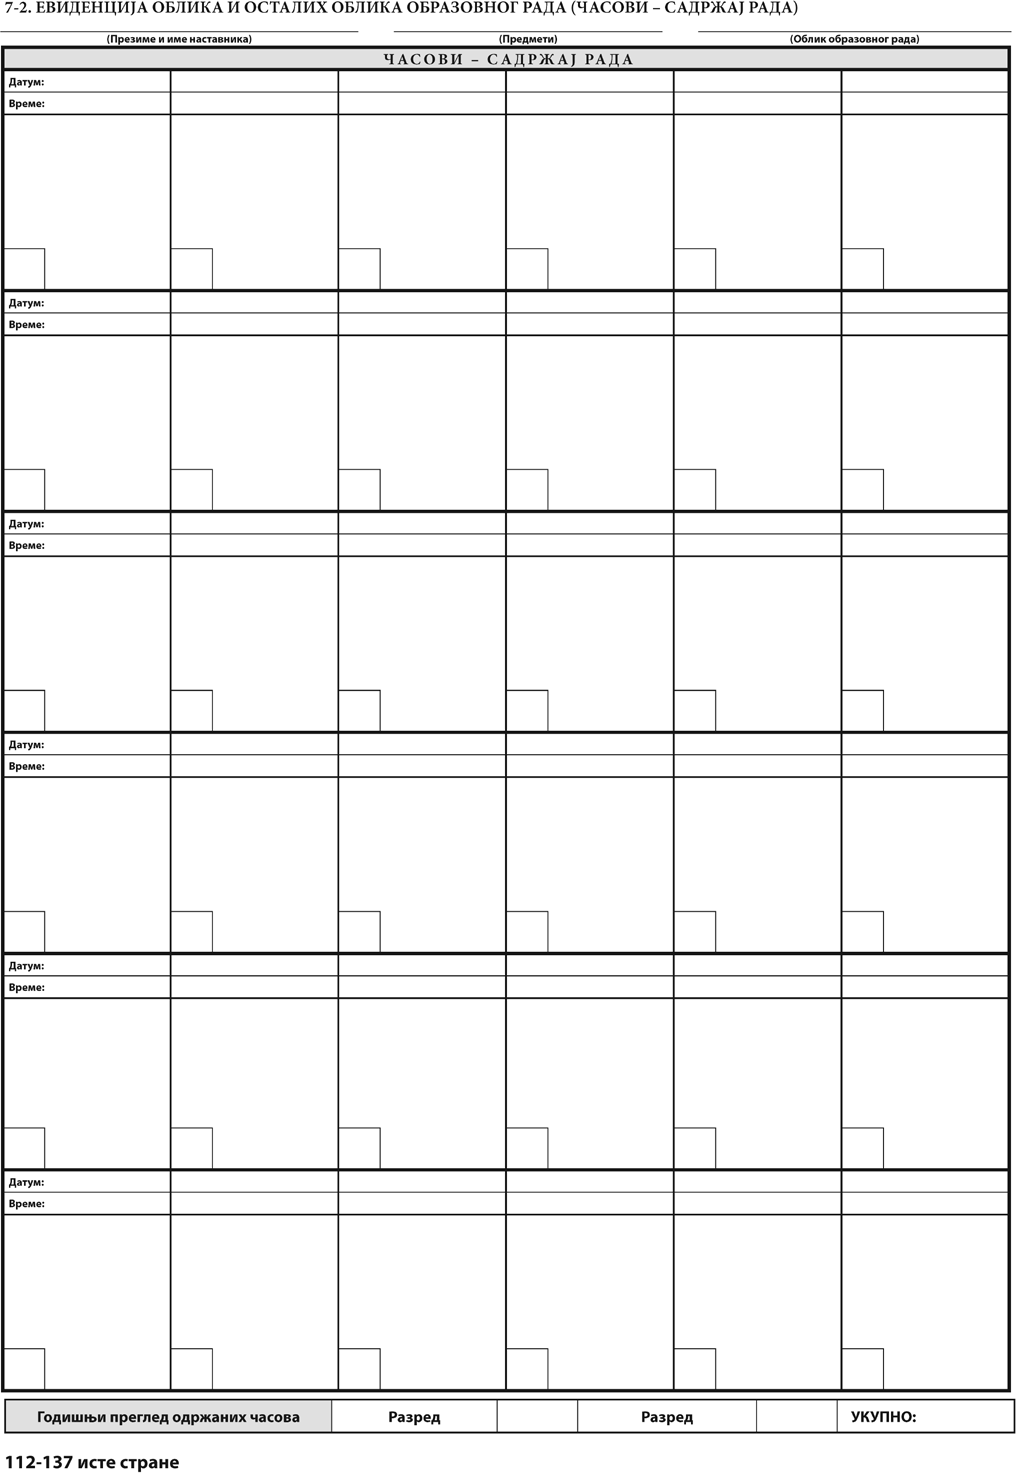 7-2. ЕВИДЕНЦИЈА ОБЛИКА И ОСТАЛИХ ОБЛИКА ОБРАЗОВНОГ РАДА (ЧАСОВИ – САДРЖАЈ РАДА)
(Презиме и име наставника) (Предмети) (Облик образовног рада)
ЧАСОВИ – САДРЖАЈ РАДА
Датум:
Време:
Датум:
Време:
Датум:
Време:
Датум:
Време:
Датум:
Време:
Датум:
Време:
Годишњи преглед одржаних часова Разред Разред УКУПНО:
112-137 исте стране